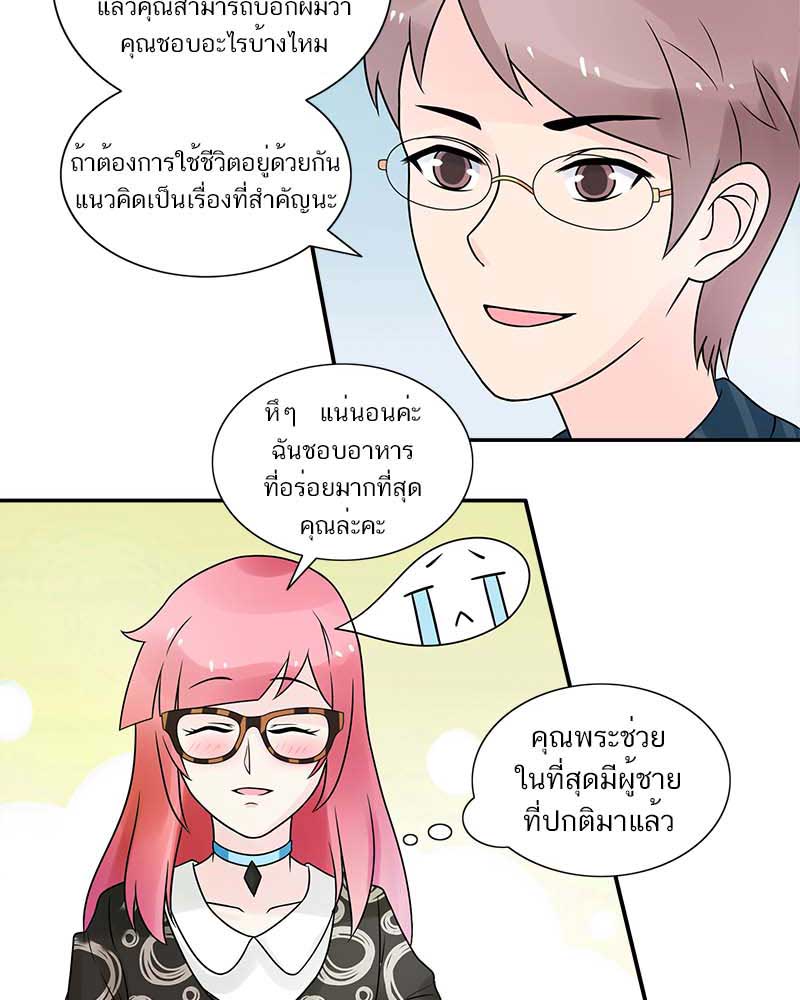 แล้วคุณสามารถบอกผมว่า
คุณชอบอะไรบ้างไหม
ถ้าต้องการใช้ชีวิตอยู่ด้วยกัน
แนวคิดเป็นเรื่องที่สำคัญนะ
หึๆ แน่นอนค่ะ
ฉันชอบอาหาร
ที่อร่อยมากที่สุด
คุณล่ะคะ
คุณพระช่วย
ในที่สุดมีผู้ชาย
ที่ปกติมาแล้ว